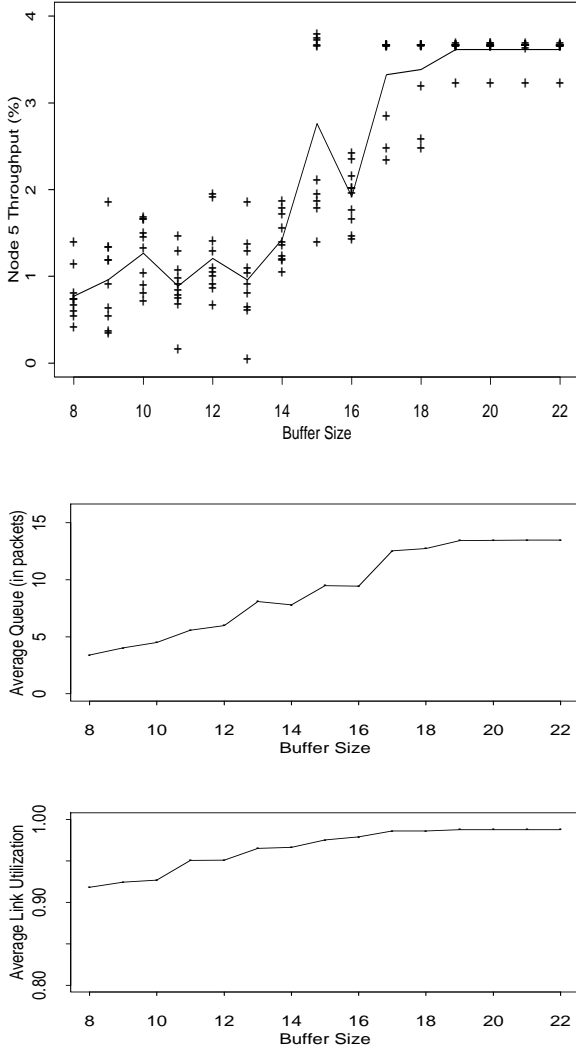 4
3
2
1
0
Node 5 Throughput (%)
8 10 12 14 16 18 20 22
Buffer Size
15
10
5
0
Average Queue (in packets)
8 10 12 14 16 18 20 22
Buffer Size
1.00
0.90
0.80
Average Link Utilization
8 10 12 14 16 18 20 22
Buffer Size